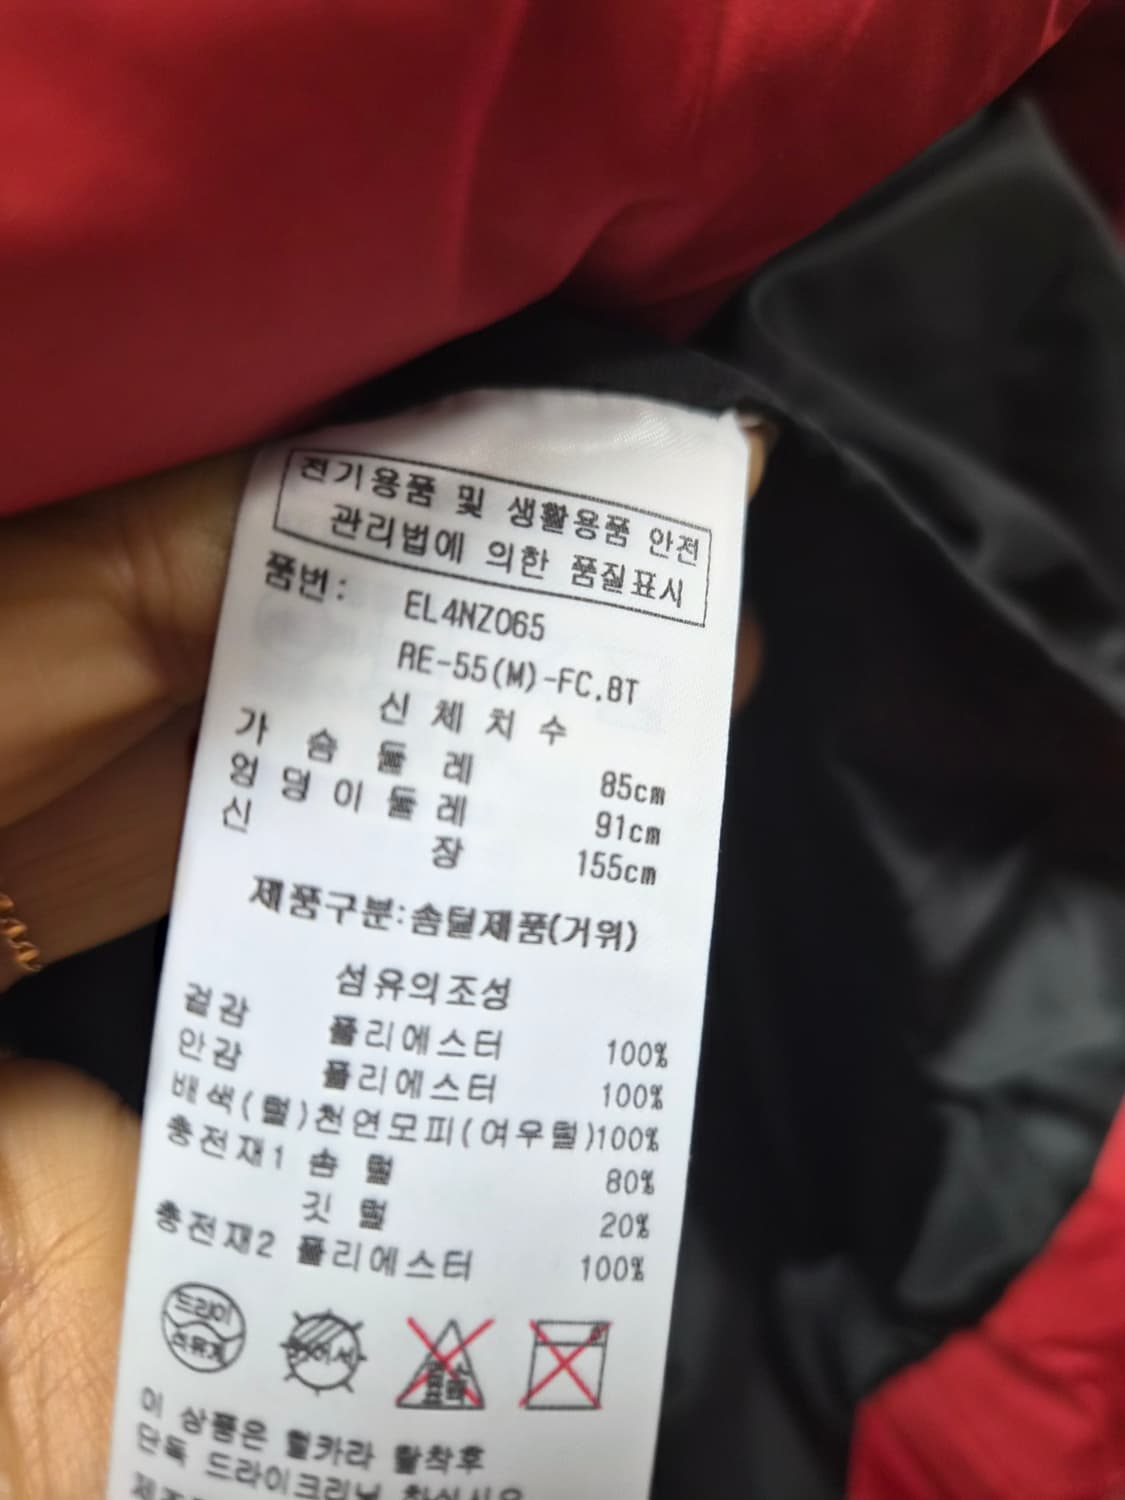 전기용품 및 생활용품 안전
관리법에 의한 품질표시
품번: EL4NZ065
RE-55(M)-FC.BT
신 체 치 수
가 슴 둘 레 85cm
엉 덩 이 둘 레 91cm
신 장 155cm
제품구분:솜털제품(거위)
섬유의조성
겉감 폴리에스터 100%
안감 폴리에스터 100%
배색(털)천연모피(여우털)100%
충전재1 솜 털 80%
깃 털 20%
충전재2 폴리에스터 100%
드라이
석유계
이 상품은 털카라 탈착후
단독 드라이크리닝